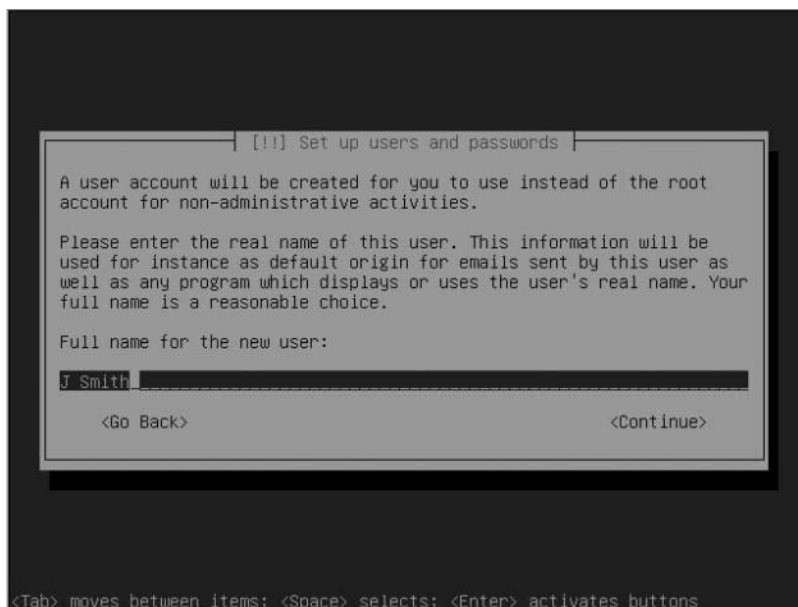 [!!] Set up users and passwords
A user account will be created for you to use instead of the root
account for non-administrative activities.
Please enter the real name of this user. This information will be
used for instance as default origin for emails sent by this user as
well as any program which displays or uses the user's real name. Your
full name is a reasonable choice.
Full name for the new user:
J Smith
<Go Back> <Continue>
<Tab> moves between items; <Space> selects; <Enter> activates buttons